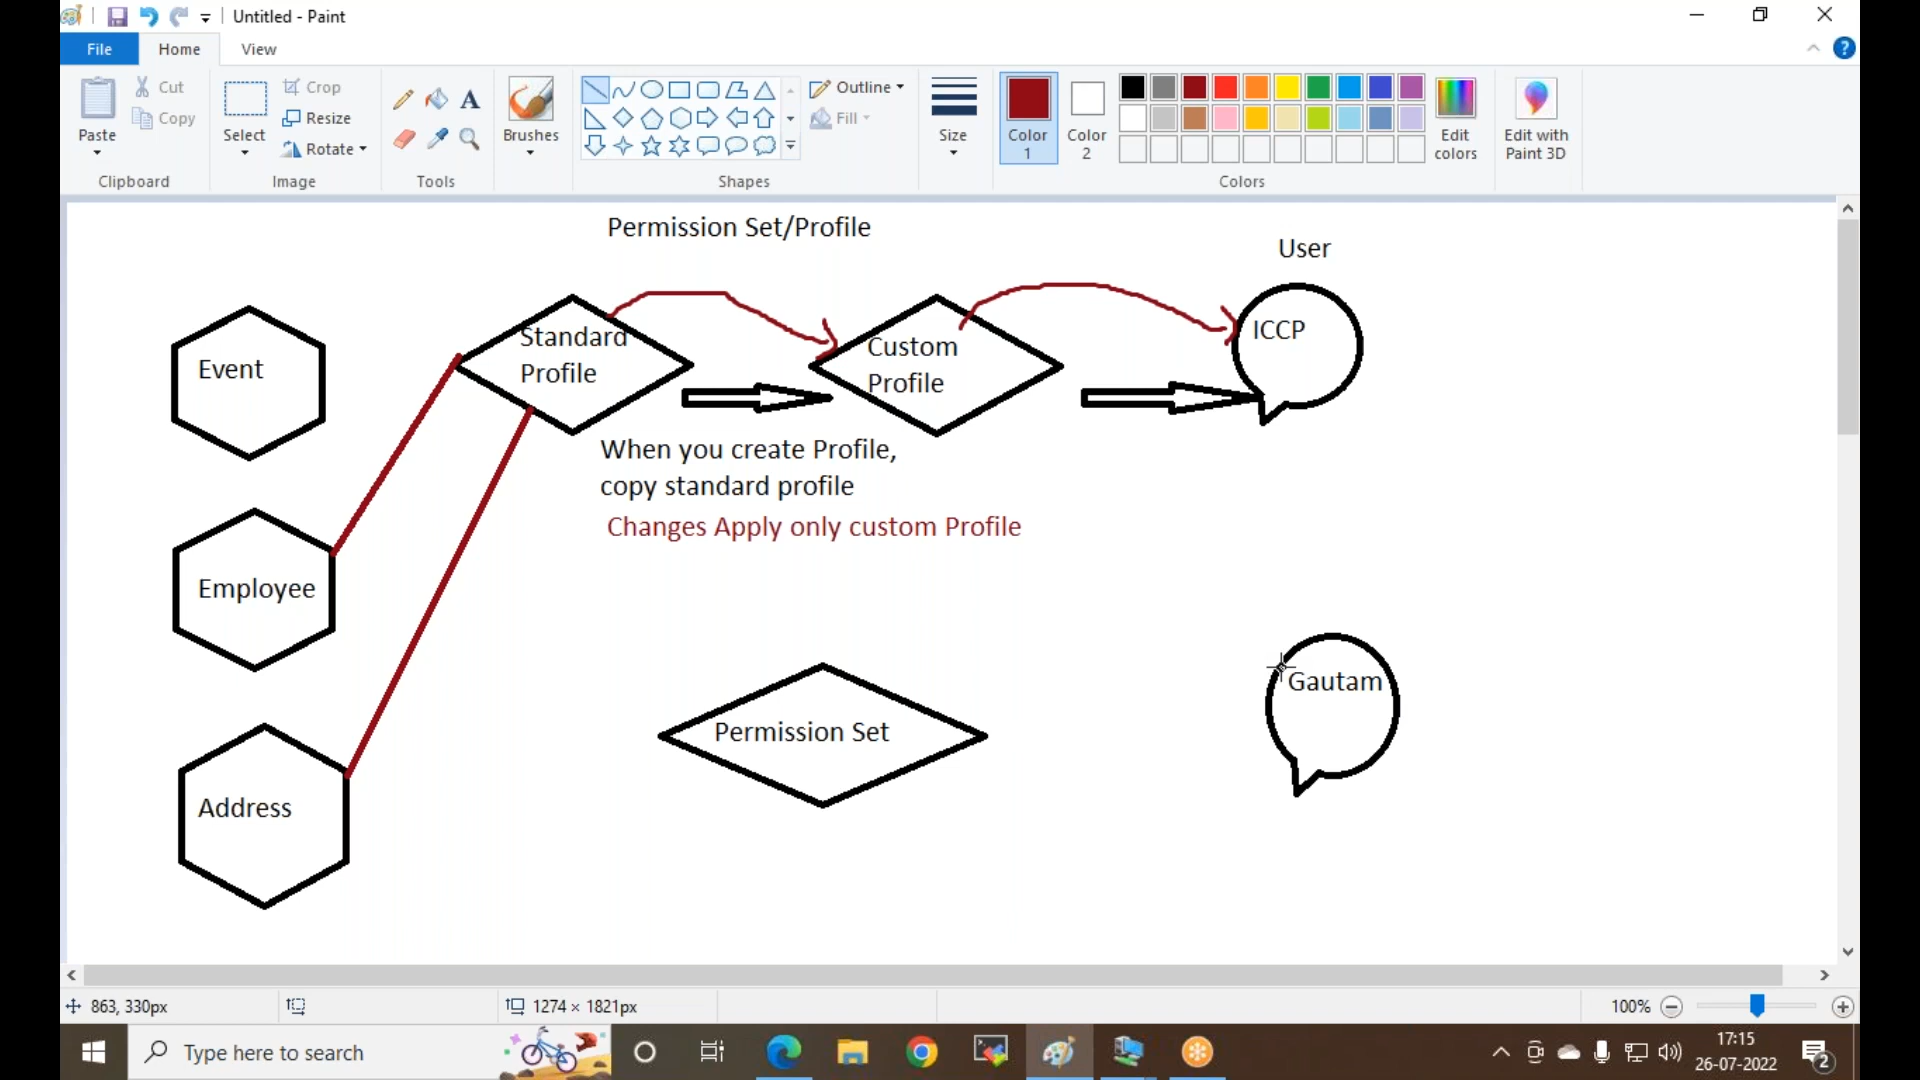 Untitled - Paint
File
Home
View
Paste
Cut
Copy
Clipboard
Select
Crop
Resize
Rotate
Image
A
Tools
Brushes
Shapes
Outline
Fill
Size
Color
1
Color
2
Colors
Edit
colors
Edit with
Paint 3D
Permission Set/Profile
User
Event
Standard
Profile
Custom
Profile
ICCP
When you create Profile,
copy standard profile
Changes Apply only custom Profile
Employee
Gautam
Permission Set
Address
863, 330px
1274 × 1821px
100%
Type here to search
17:15
26-07-2022
2